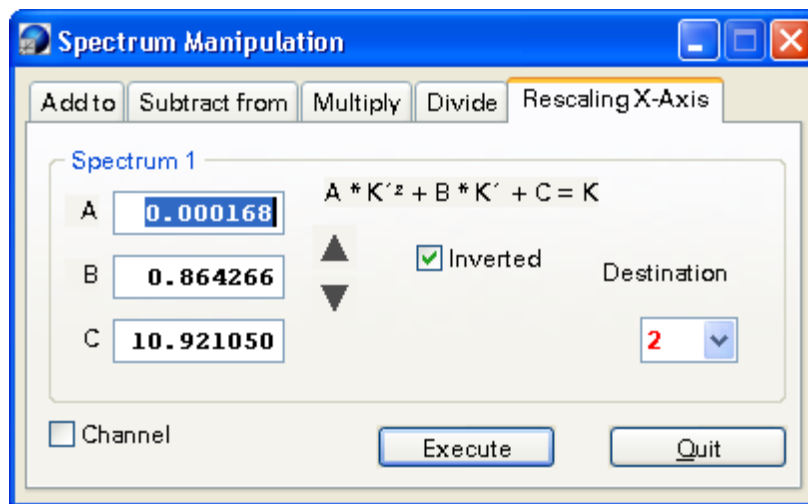 Spectrum Manipulation
Add to Subtract from Multiply Divide Rescaling X-Axis
Spectrum 1
A 0.000168 A * K´² + B * K´ + C = K
B 0.864266 Inverted Destination
C 10.921050 2
Channel Execute Quit